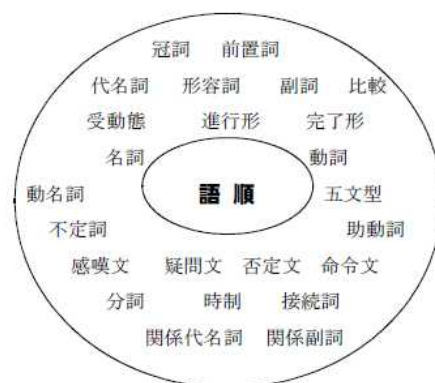 冠詞 前置詞
代名詞 形容詞 副詞 比較
受動態 進行形 完了形
名詞 動詞
動名詞 語順 五文型
不定詞 助動詞
感嘆文 疑問文 否定文 命令文
分詞 時制 接続詞
関係代名詞 関係副詞